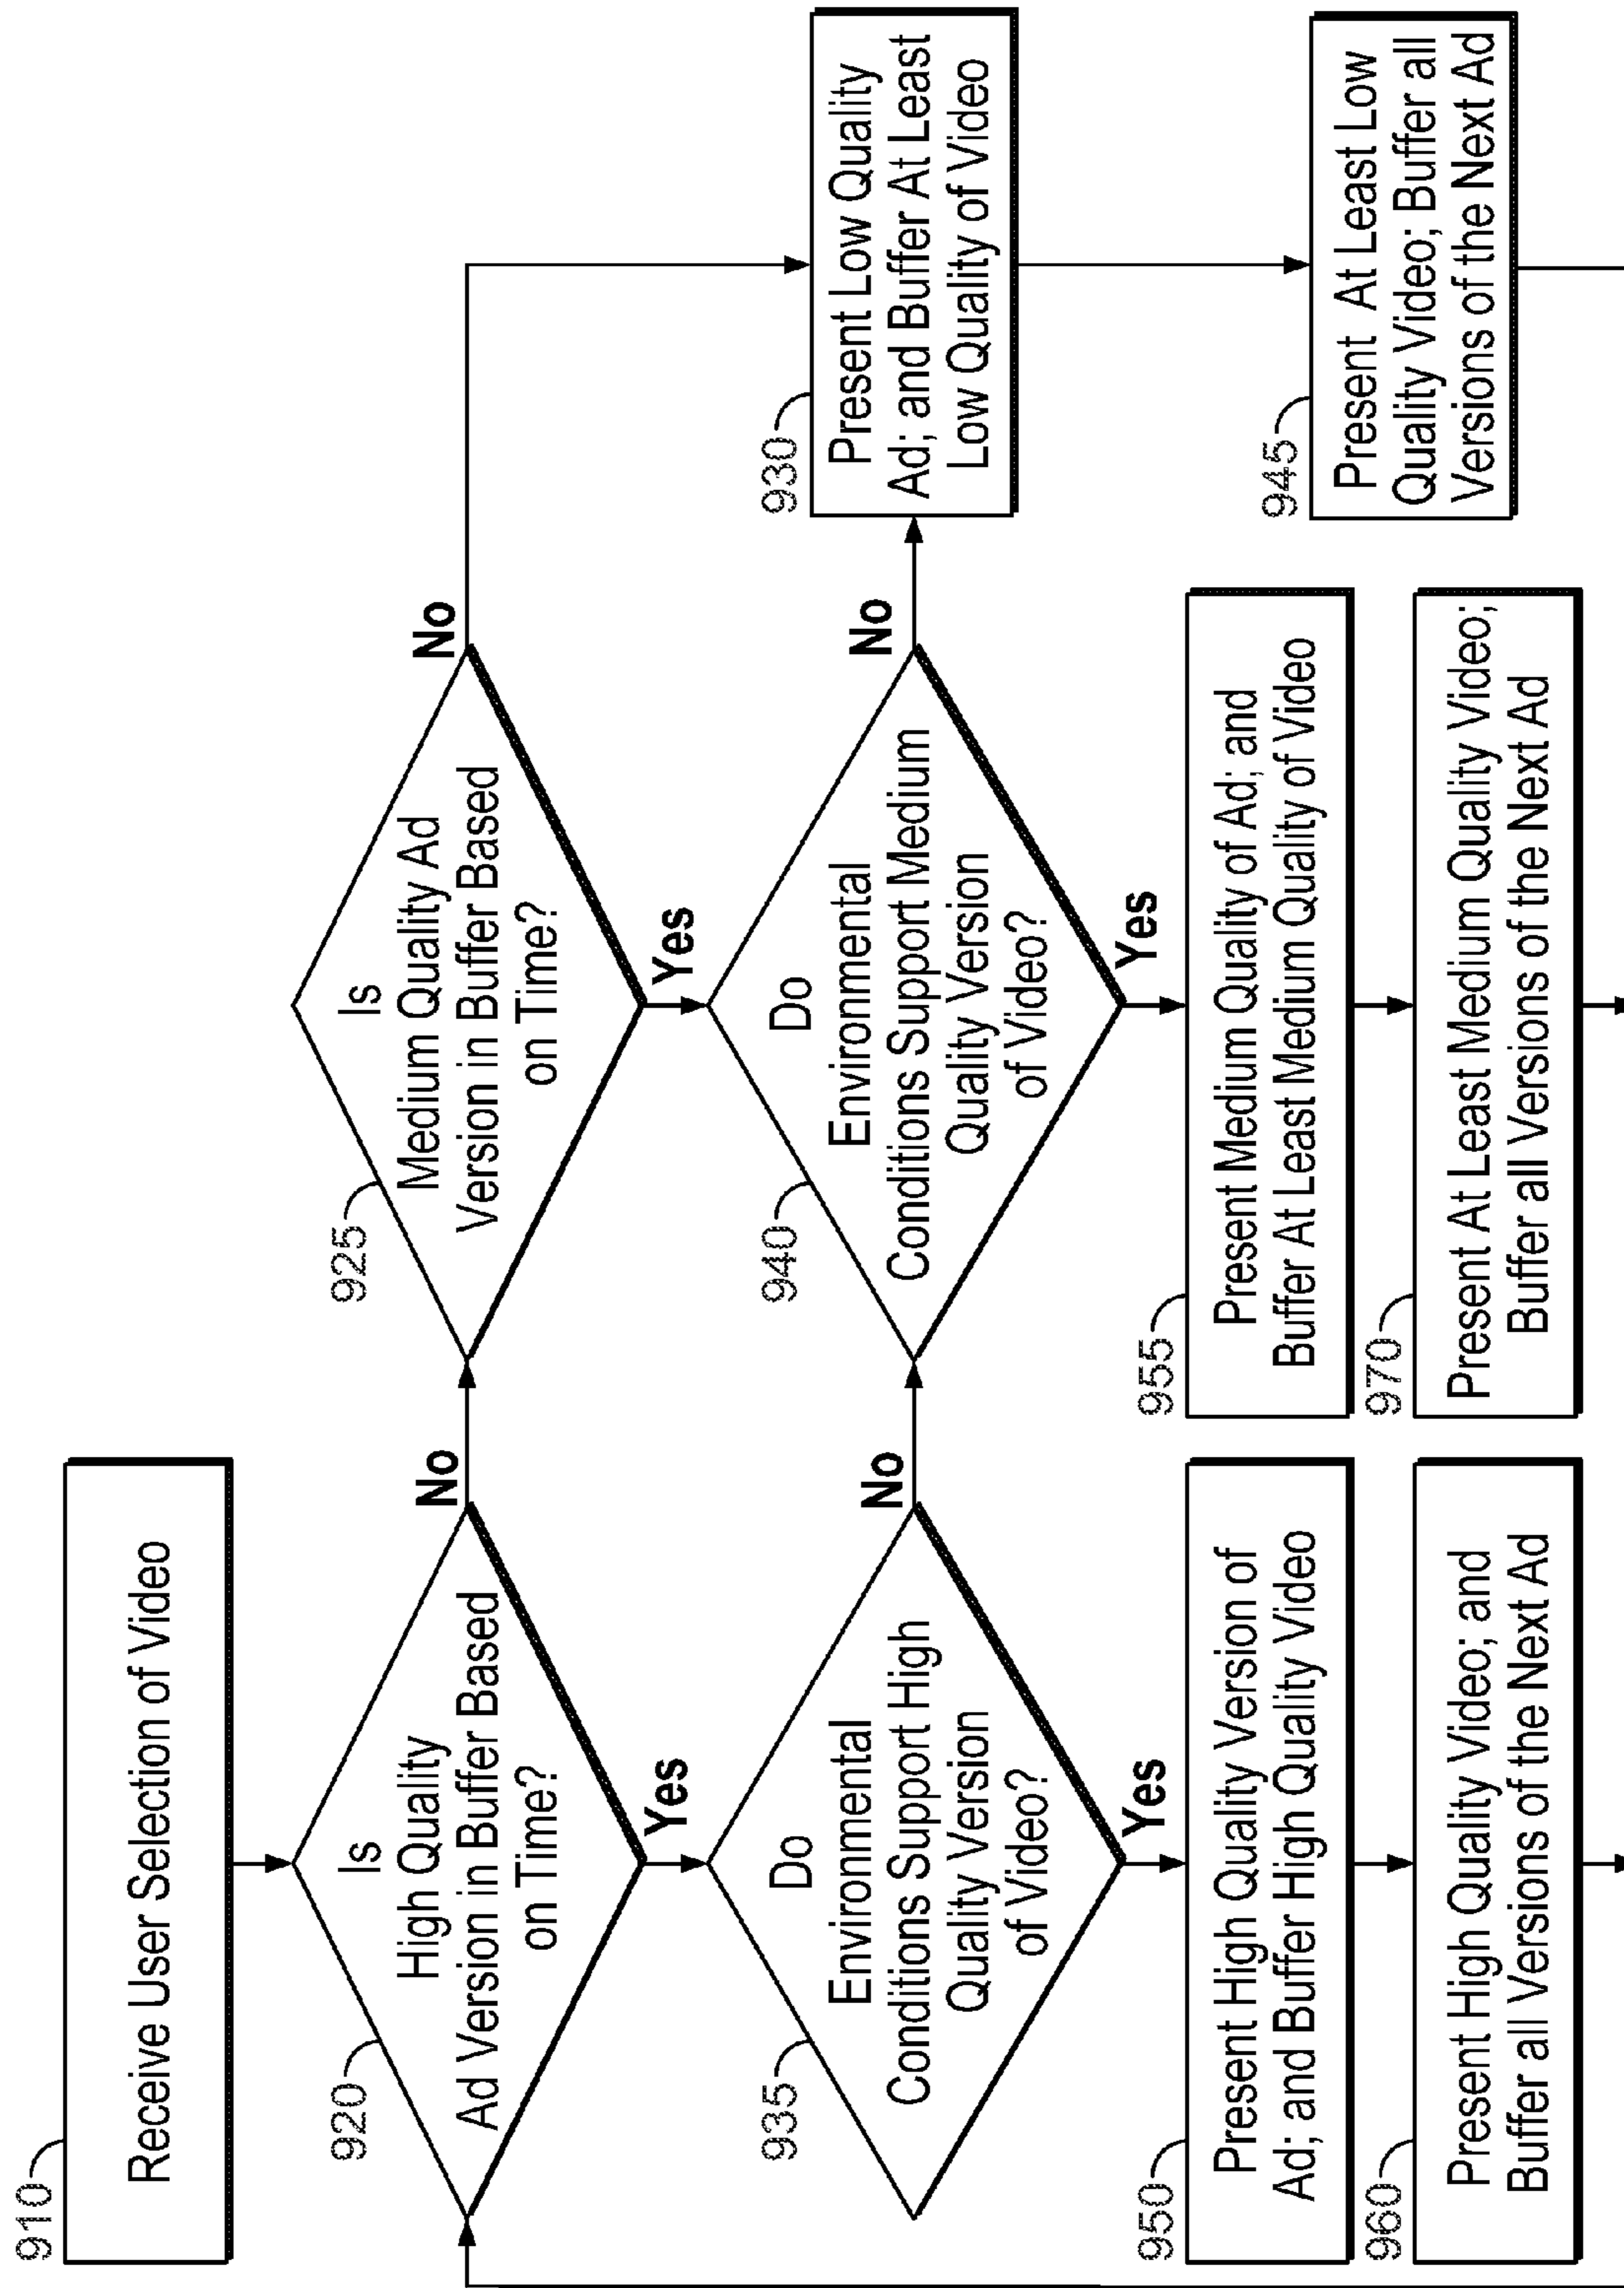 910
Receive User Selection of Video
920
Is
High Quality
Ad Version in Buffer Based
on Time?
No
Yes
925
Is
Medium Quality Ad
Version in Buffer Based
on Time?
No
Yes
935
Do
Environmental
Conditions Support High
Quality Version
of Video?
No
Yes
940
Do
Environmental
Conditions Support Medium
Quality Version
of Video?
No
Yes
930
Present Low Quality
Ad; and Buffer At Least
Low Quality of Video
950
Present High Quality Version of
Ad; and Buffer High Quality Video
955
Present Medium Quality of Ad; and
Buffer At Least Medium Quality of Video
945
Present At Least Low
Quality Video; Buffer all
Versions of the Next Ad
960
Present High Quality Video; and
Buffer all Versions of the Next Ad
970
Present At Least Medium Quality Video;
Buffer all Versions of the Next Ad